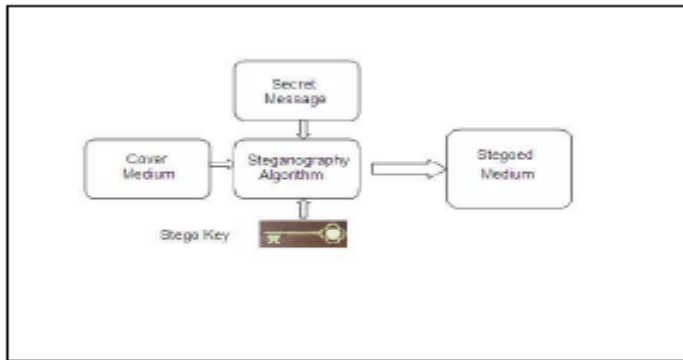 Secret
Message
Cover
Medium
Steganography
Algorithm
Stegoed
Medium
Stego Key